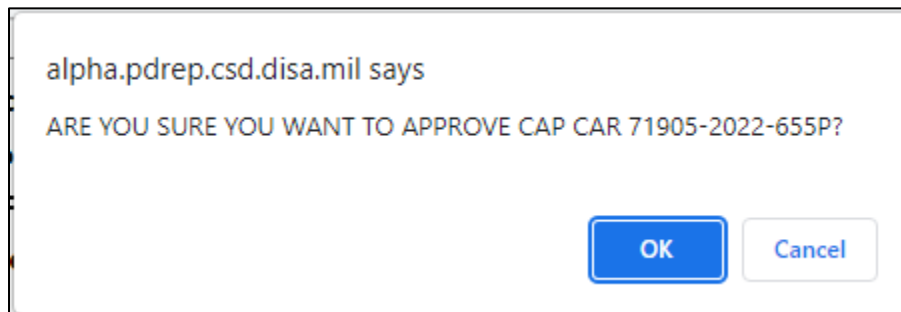 alpha.pdrep.csd.disa.mil says
ARE YOU SURE YOU WANT TO APPROVE CAP CAR 71905-2022-655P?
OK Cancel